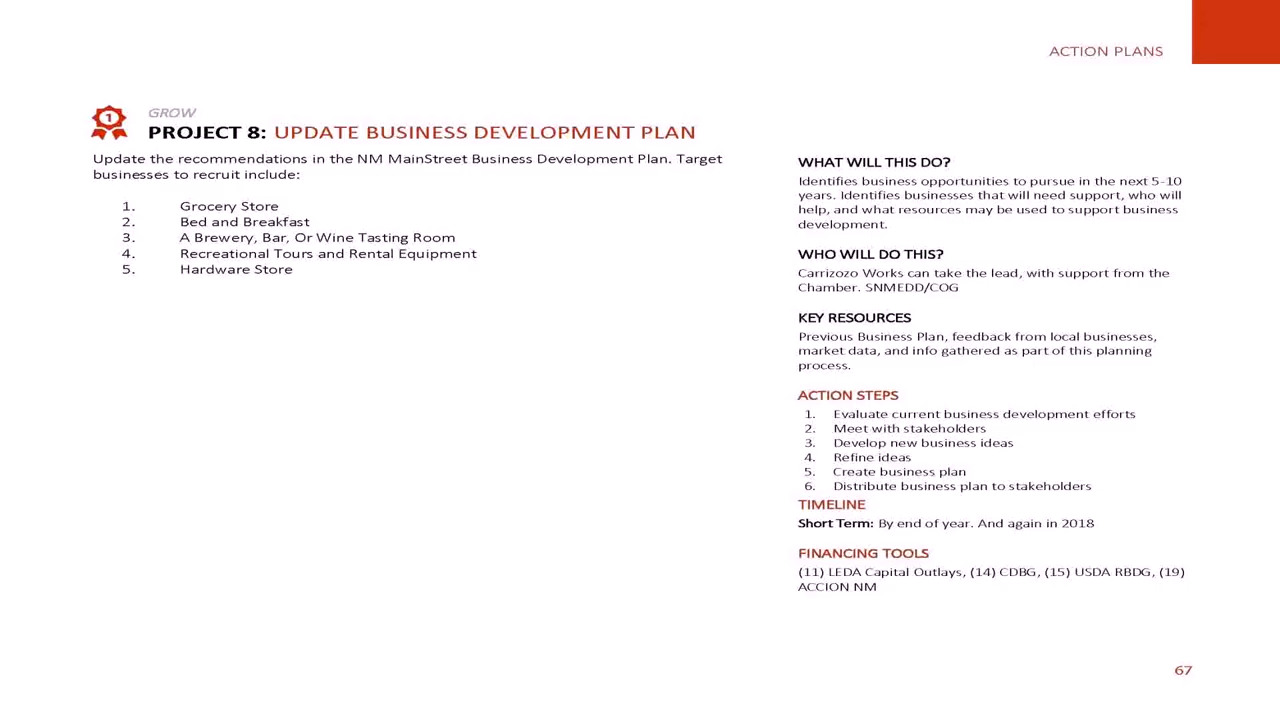 ACTION PLANS
1
GROW
PROJECT 8: UPDATE BUSINESS DEVELOPMENT PLAN
Update the recommendations in the NM MainStreet Business Development Plan. Target
businesses to recruit include:
1. Grocery Store
2. Bed and Breakfast
3. A Brewery, Bar, Or Wine Tasting Room
4. Recreational Tours and Rental Equipment
5. Hardware Store
WHAT WILL THIS DO?
Identifies business opportunities to pursue in the next 5-10
years. Identifies businesses that will need support, who will
help, and what resources may be used to support business
development.
WHO WILL DO THIS?
Carrizozo Works can take the lead, with support from the
Chamber. SNMEDD/COG
KEY RESOURCES
Previous Business Plan, feedback from local businesses,
market data, and info gathered as part of this planning
process.
ACTION STEPS
1. Evaluate current business development efforts
2. Meet with stakeholders
3. Develop new business ideas
4. Refine ideas
5. Create business plan
6. Distribute business plan to stakeholders
TIMELINE
Short Term: By end of year. And again in 2018
FINANCING TOOLS
(11) LEDA Capital Outlays, (14) CDBG, (15) USDA RBDG, (19)
ACCION NM
67